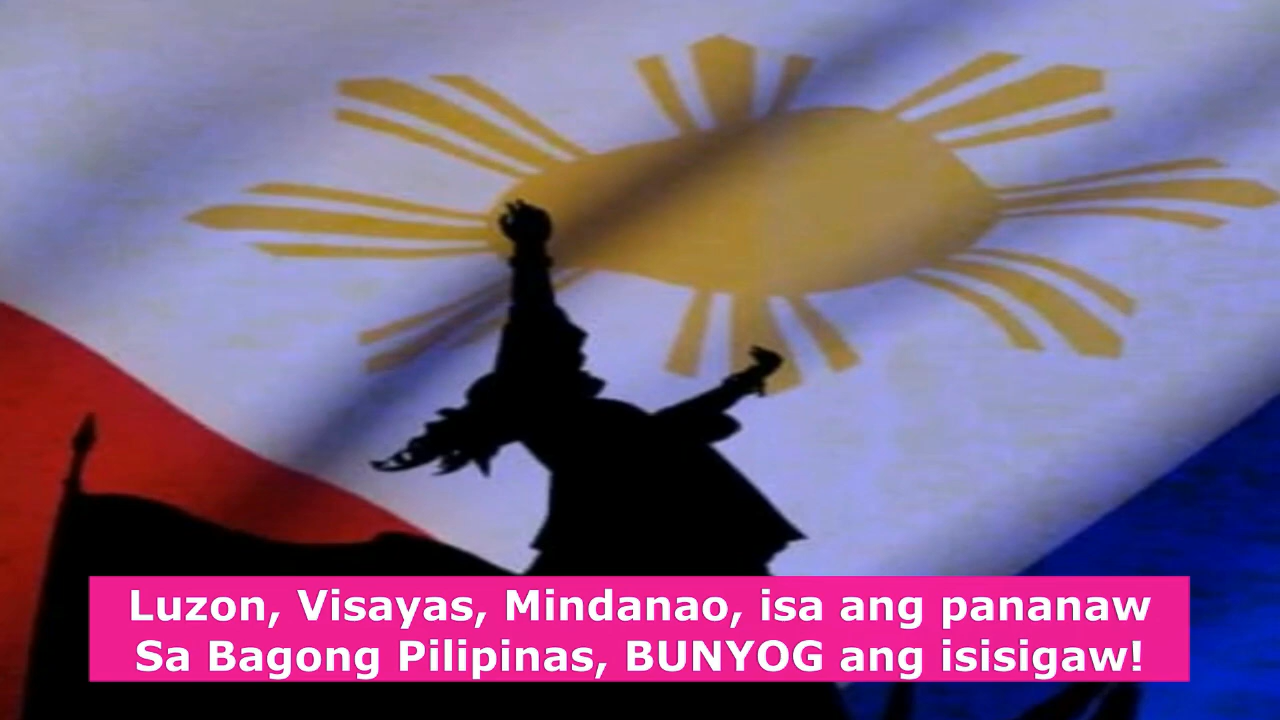 Luzon, Visayas, Mindanao, isa ang pananaw
Sa Bagong Pilipinas, BUNYOG ang isisigaw!